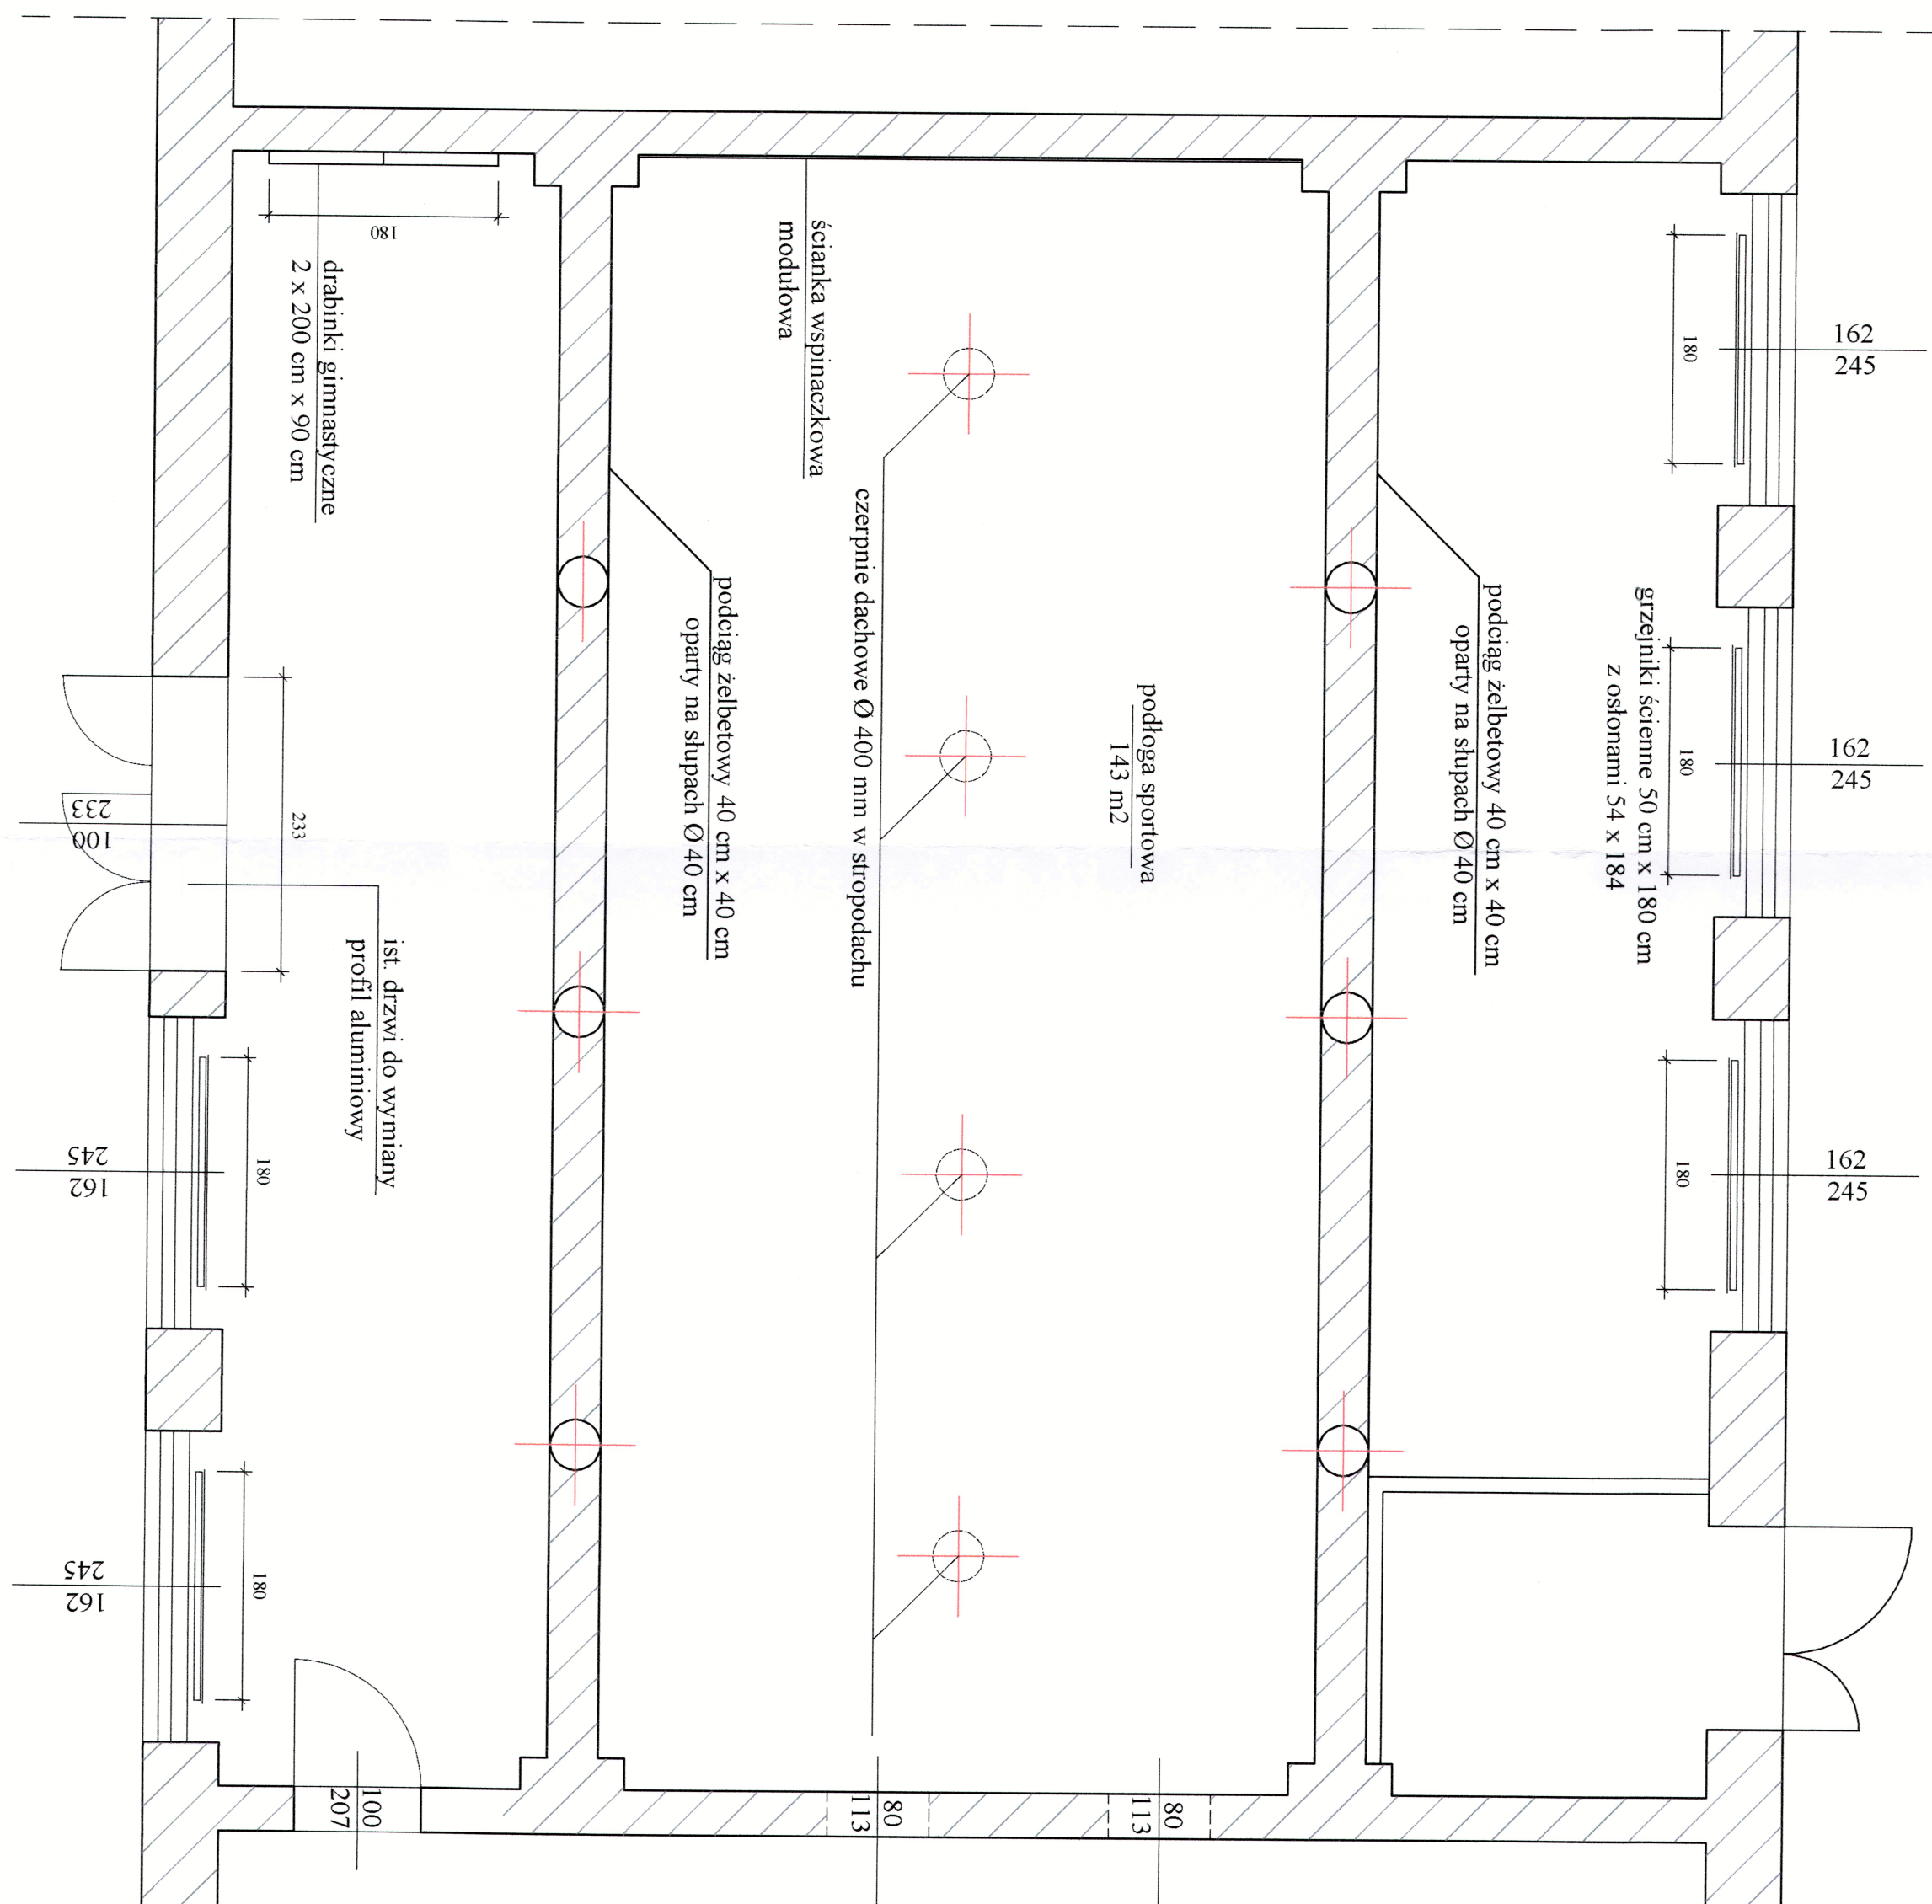 162
245
162
245
162
245
180
180
180
grzejniki ścienne 50 cm x 180 cm
z osłonami 54 x 184
podciąg żelbetowy 40 cm x 40 cm
oparty na słupach Ø 40 cm
podłoga sportowa
143 m2
czerpnie dachowe Ø 400 mm w stropodachu
ścianka wspinaczkowa
modułowa
podciąg żelbetowy 40 cm x 40 cm
oparty na słupach Ø 40 cm
180
drabinki gimnastyczne
2 x 200 cm x 90 cm
ist. drzwi do wymiany
profil aluminiowy
233
180
180
100
233
162
245
162
245
100
207
80
113
80
113